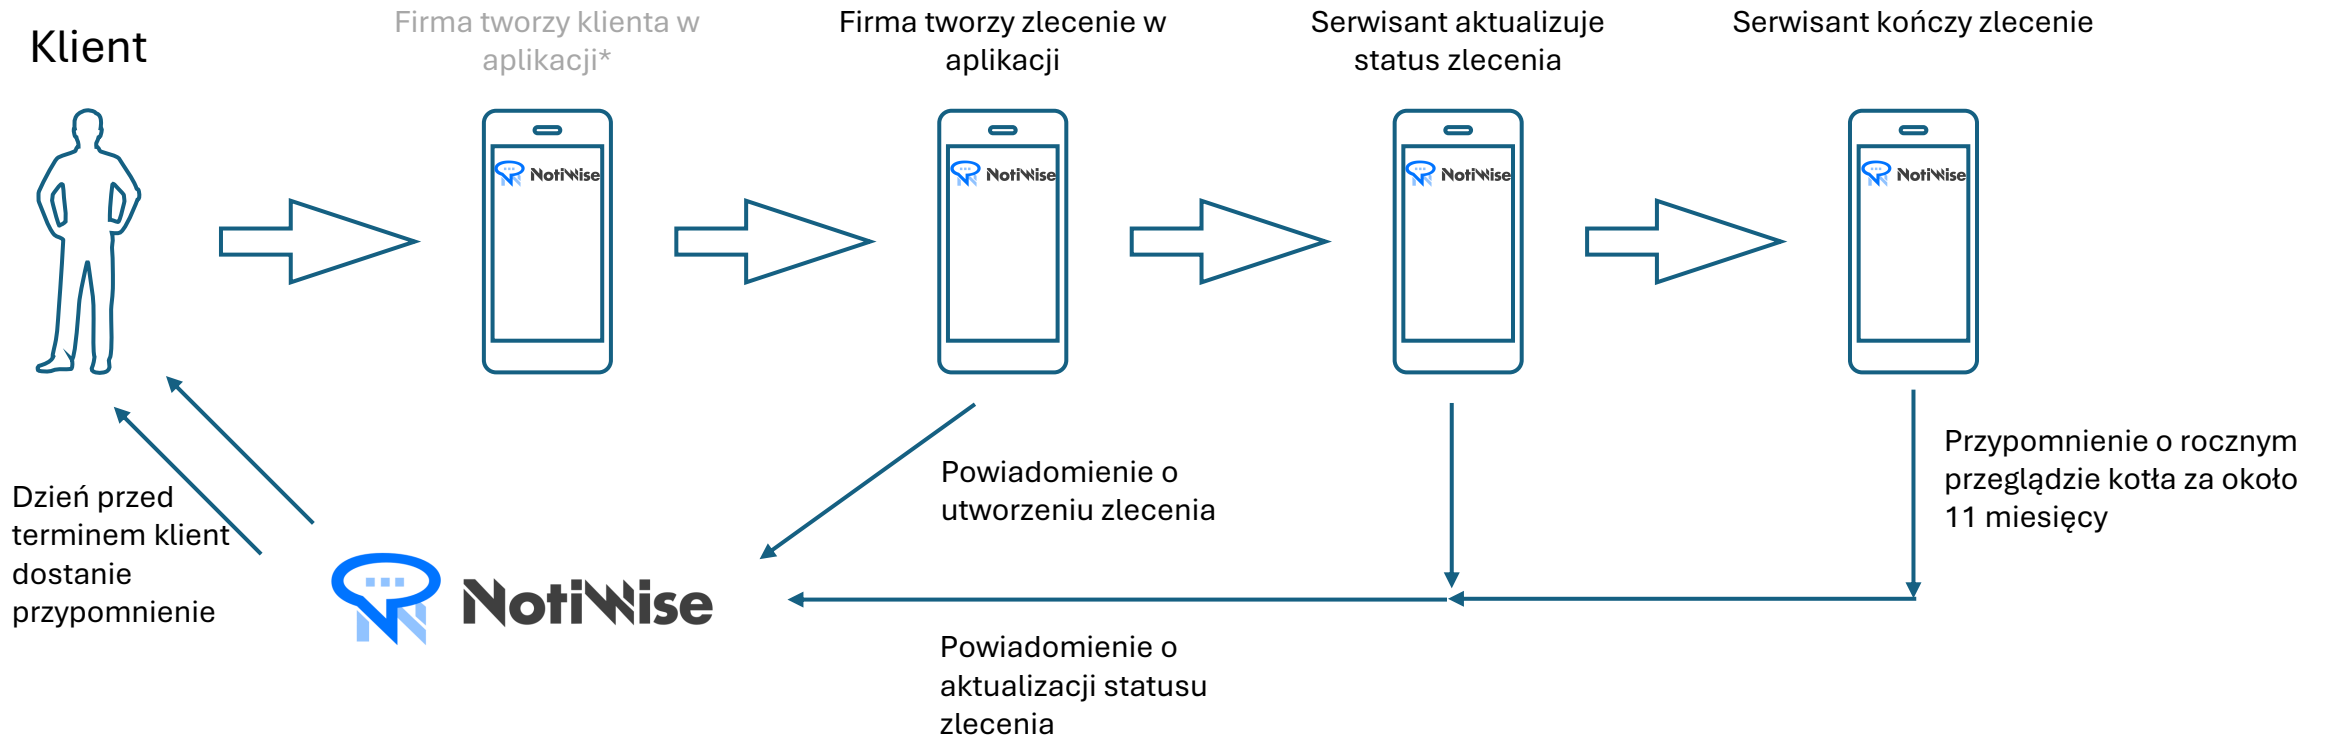 Klient
Firma tworzy klienta w
aplikacji*
Firma tworzy zlecenie w
aplikacji
Serwisant aktualizuje
status zlecenia
Serwisant kończy zlecenie
NotiWise
NotiWise
NotiWise
NotiWise
Dzień przed
terminem klient
dostanie
przypomnienie
NotiWise
Powiadomienie o
utworzeniu zlecenia
Przypomnienie o rocznym
przeglądzie kotła za około
11 miesięcy
Powiadomienie o
aktualizacji statusu
zlecenia